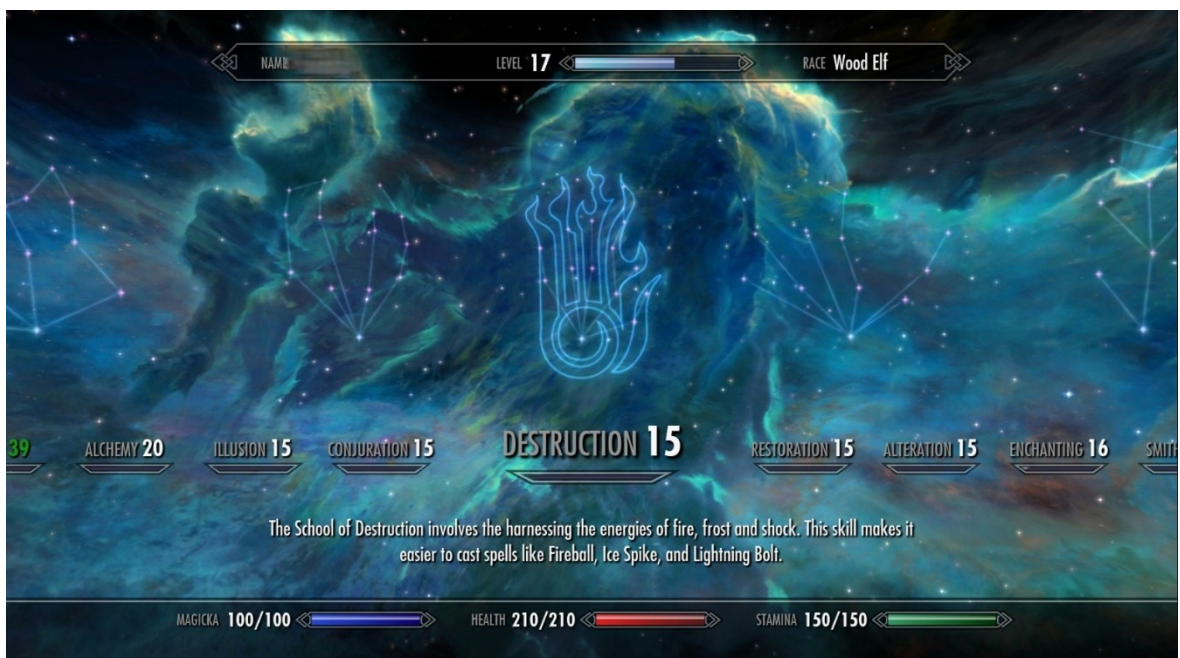 NAME
LEVEL 17
RACE Wood Elf
39
ALCHEMY 20
ILLUSION 15
CONJURATION 15
DESTRUCTION 15
RESTORATION 15
ALTERATION 15
ENCHANTING 16
SMITH
The School of Destruction involves the harnessing the energies of fire, frost and shock. This skill makes it
easier to cast spells like Fireball, Ice Spike, and Lightning Bolt.
MAGICKA 100/100
HEALTH 210/210
STAMINA 150/150